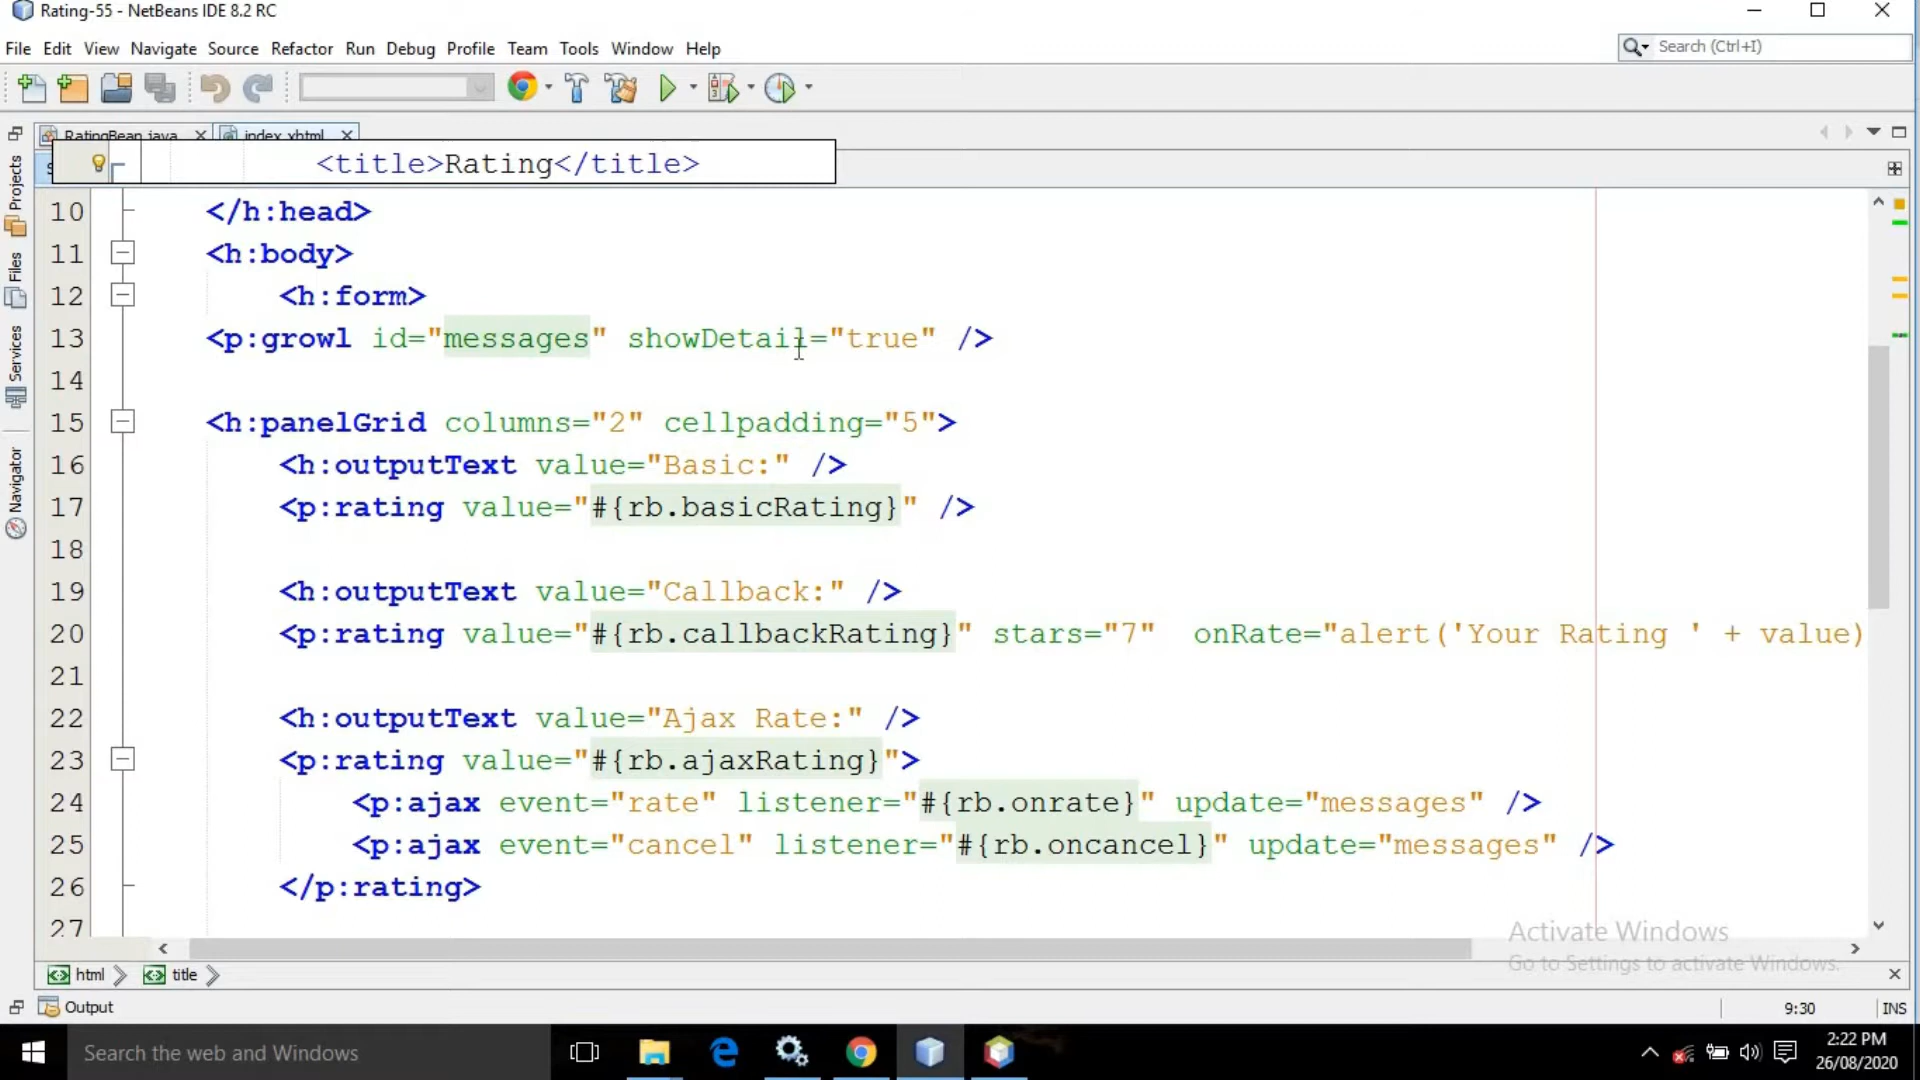 Rating-55 - NetBeans IDE 8.2 RC
File Edit View Navigate Source Refactor Run Debug Profile Team Tools Window Help
Search (Ctrl+I)
RatingBean.java index.xhtml
<title>Rating</title>
10 </h:head>
11 <h:body>
12 <h:form>
13 <p:growl id="messages" showDetail="true" />
14
15 <h:panelGrid columns="2" cellpadding="5">
16 <h:outputText value="Basic:" />
17 <p:rating value="#{rb.basicRating}" />
18
19 <h:outputText value="Callback:" />
20 <p:rating value="#{rb.callbackRating}" stars="7" onRate="alert('Your Rating ' + value)
21
22 <h:outputText value="Ajax Rate:" />
23 <p:rating value="#{rb.ajaxRating}">
24 <p:ajax event="rate" listener="#{rb.onrate}" update="messages" />
25 <p:ajax event="cancel" listener="#{rb.oncancel}" update="messages" />
26 </p:rating>
27
Projects
Files
Services
Navigator
Activate Windows
Go to Settings to activate Windows.
html title
Output
9:30 INS
Search the web and Windows
2:22 PM
26/08/2020